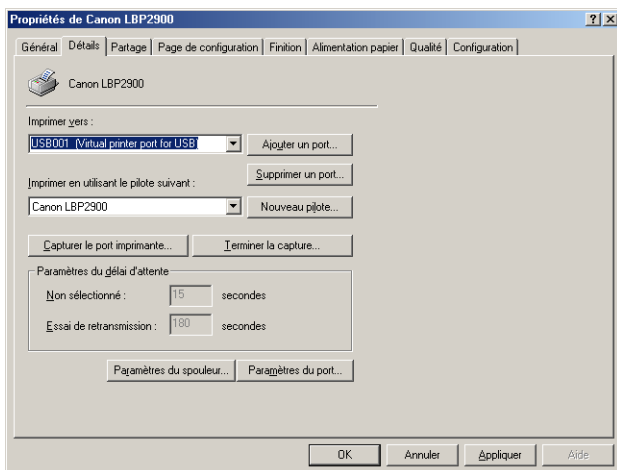 Propriétés de Canon LBP2900
Général Détails Partage Page de configuration Finition Alimentation papier Qualité Configuration
Canon LBP2900
Imprimer vers :
USB001 (Virtual printer port for USB)
Ajouter un port...
Supprimer un port...
Imprimer en utilisant le pilote suivant :
Canon LBP2900
Nouveau pilote...
Capturer le port imprimante... Terminer la capture...
Paramètres du délai d'attente
Non sélectionné : 15 secondes
Essai de retransmission : 180 secondes
Paramètres du spouleur... Paramètres du port...
OK Annuler Appliquer Aide